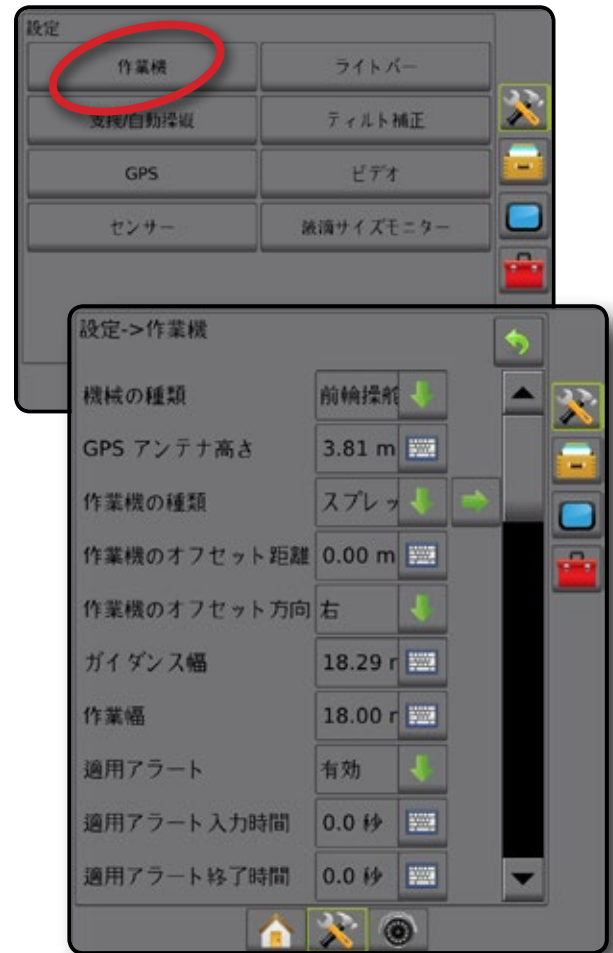 設定
作業機
ライトバー
支援/自動操縦
ティルト補正
GPS
ビデオ
センサー
液滴サイズモニター
設定->作業機
機械の種類 前輪操舵
GPS アンテナ高さ 3.81 m
作業機の種類 スプレッ
作業機のオフセット距離 0.00 m
作業機のオフセット方向 右
ガイダンス幅 18.29 r
作業幅 18.00 r
適用アラート 有効
適用アラート入力時間 0.0 秒
適用アラート終了時間 0.0 秒